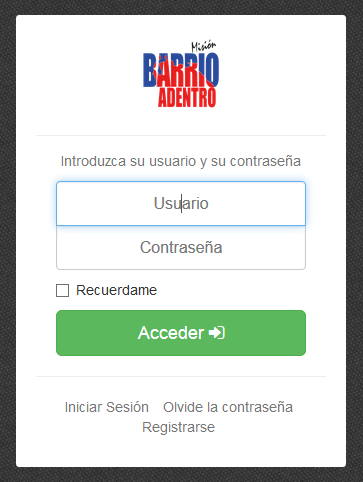 Misión
BARRIO
ADENTRO
Introduzca su usuario y su contraseña
Usuario
Contraseña
Recuerdame
Acceder
Iniciar Sesión Olvide la contraseña
Registrarse